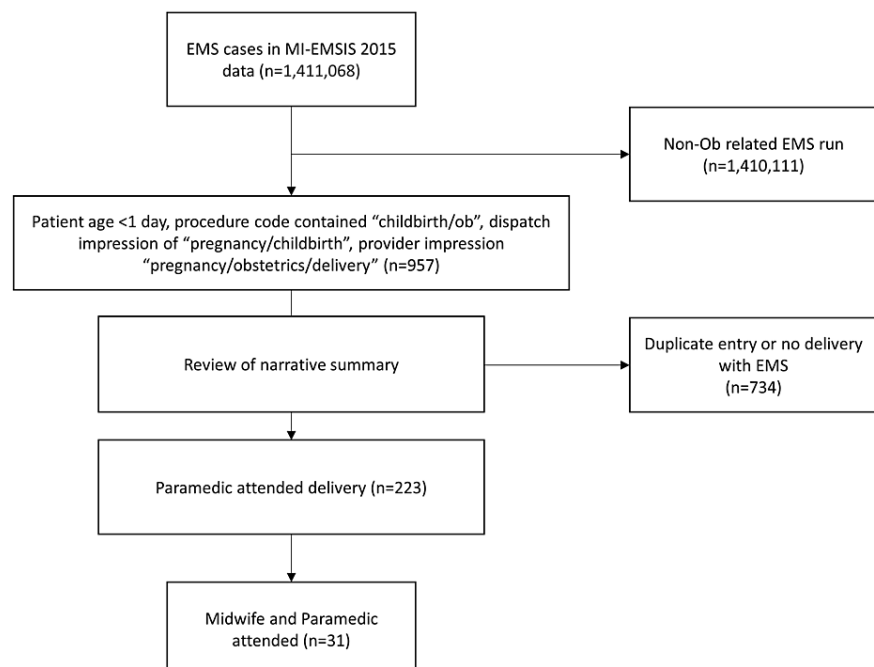 EMS cases in MI-EMSIS 2015
data (n=1,411,068)
Non-Ob related EMS run
(n=1,410,111)
Patient age <1 day, procedure code contained “childbirth/ob”, dispatch
impression of “pregnancy/childbirth”, provider impression
“pregnancy/obstetrics/delivery” (n=957)
Review of narrative summary
Duplicate entry or no delivery
with EMS
(n=734)
Paramedic attended delivery (n=223)
Midwife and Paramedic
attended (n=31)